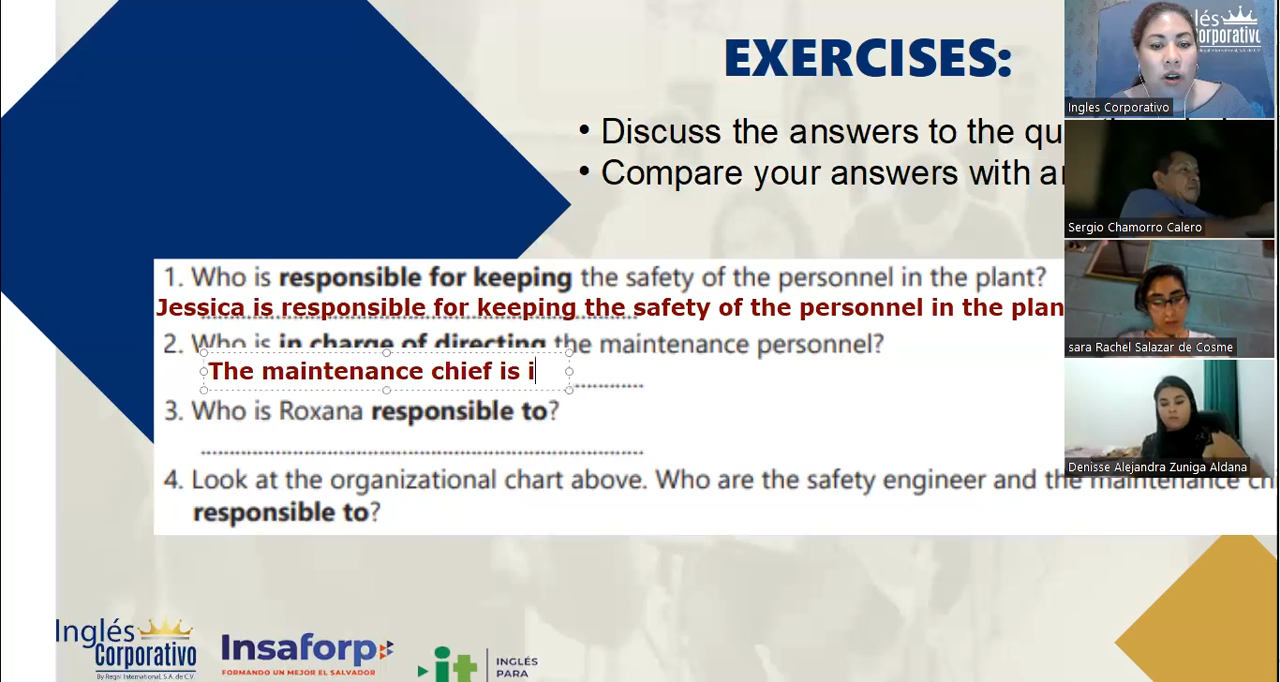 EXERCISES:
• Discuss the answers to the
• Compare your answers with
1. Who is responsible for keeping the safety of the personnel in the plant?
Jessica is responsible for keeping the safety of the personnel in the plan
2. Who is in charge of directing the maintenance personnel?
The maintenance chief is i
3. Who is Roxana responsible to?
4. Look at the organizational chart above. Who are the safety engineer and the maintenance
responsible to?
Inglés
Corporativo
By Regal International, S.A. de C.V.
Insaforp
FORMANDO UN MEJOR EL SALVADOR
it
INGLÉS
PARA
lés
orporativo
Ingles Corporativo
Sergio Chamorro Calero
sara Rachel Salazar de Cosme
Denisse Alejandra Zuniga Aldana